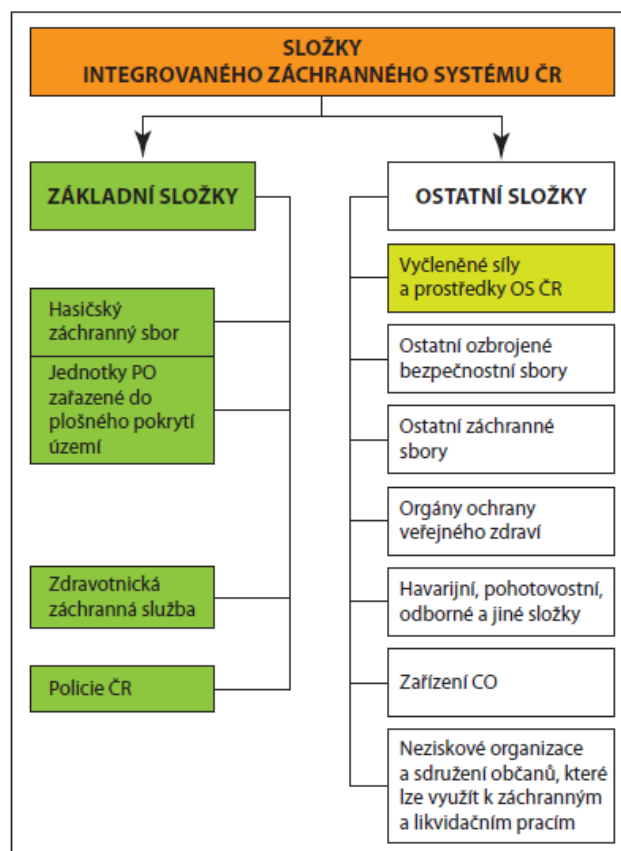 SLOŽKY
INTEGROVANÉHO ZÁCHRANNÉHO SYSTÉMU ČR
ZÁKLADNÍ SLOŽKY
Hasičský
záchranný sbor
Jednotky PO
zařazené do
plošného pokrytí
území
Zdravotnická
záchranná služba
Policie ČR
OSTATNÍ SLOŽKY
Vyčleněné síly
a prostředky OS ČR
Ostatní ozbrojené
bezpečnostní sbory
Ostatní záchranné
sbory
Orgány ochrany
veřejného zdraví
Havarijní, pohotovostní,
odborné a jiné složky
Zařízení CO
Neziskové organizace
a sdružení občanů, které
lze využít k záchranným
a likvidačním pracím